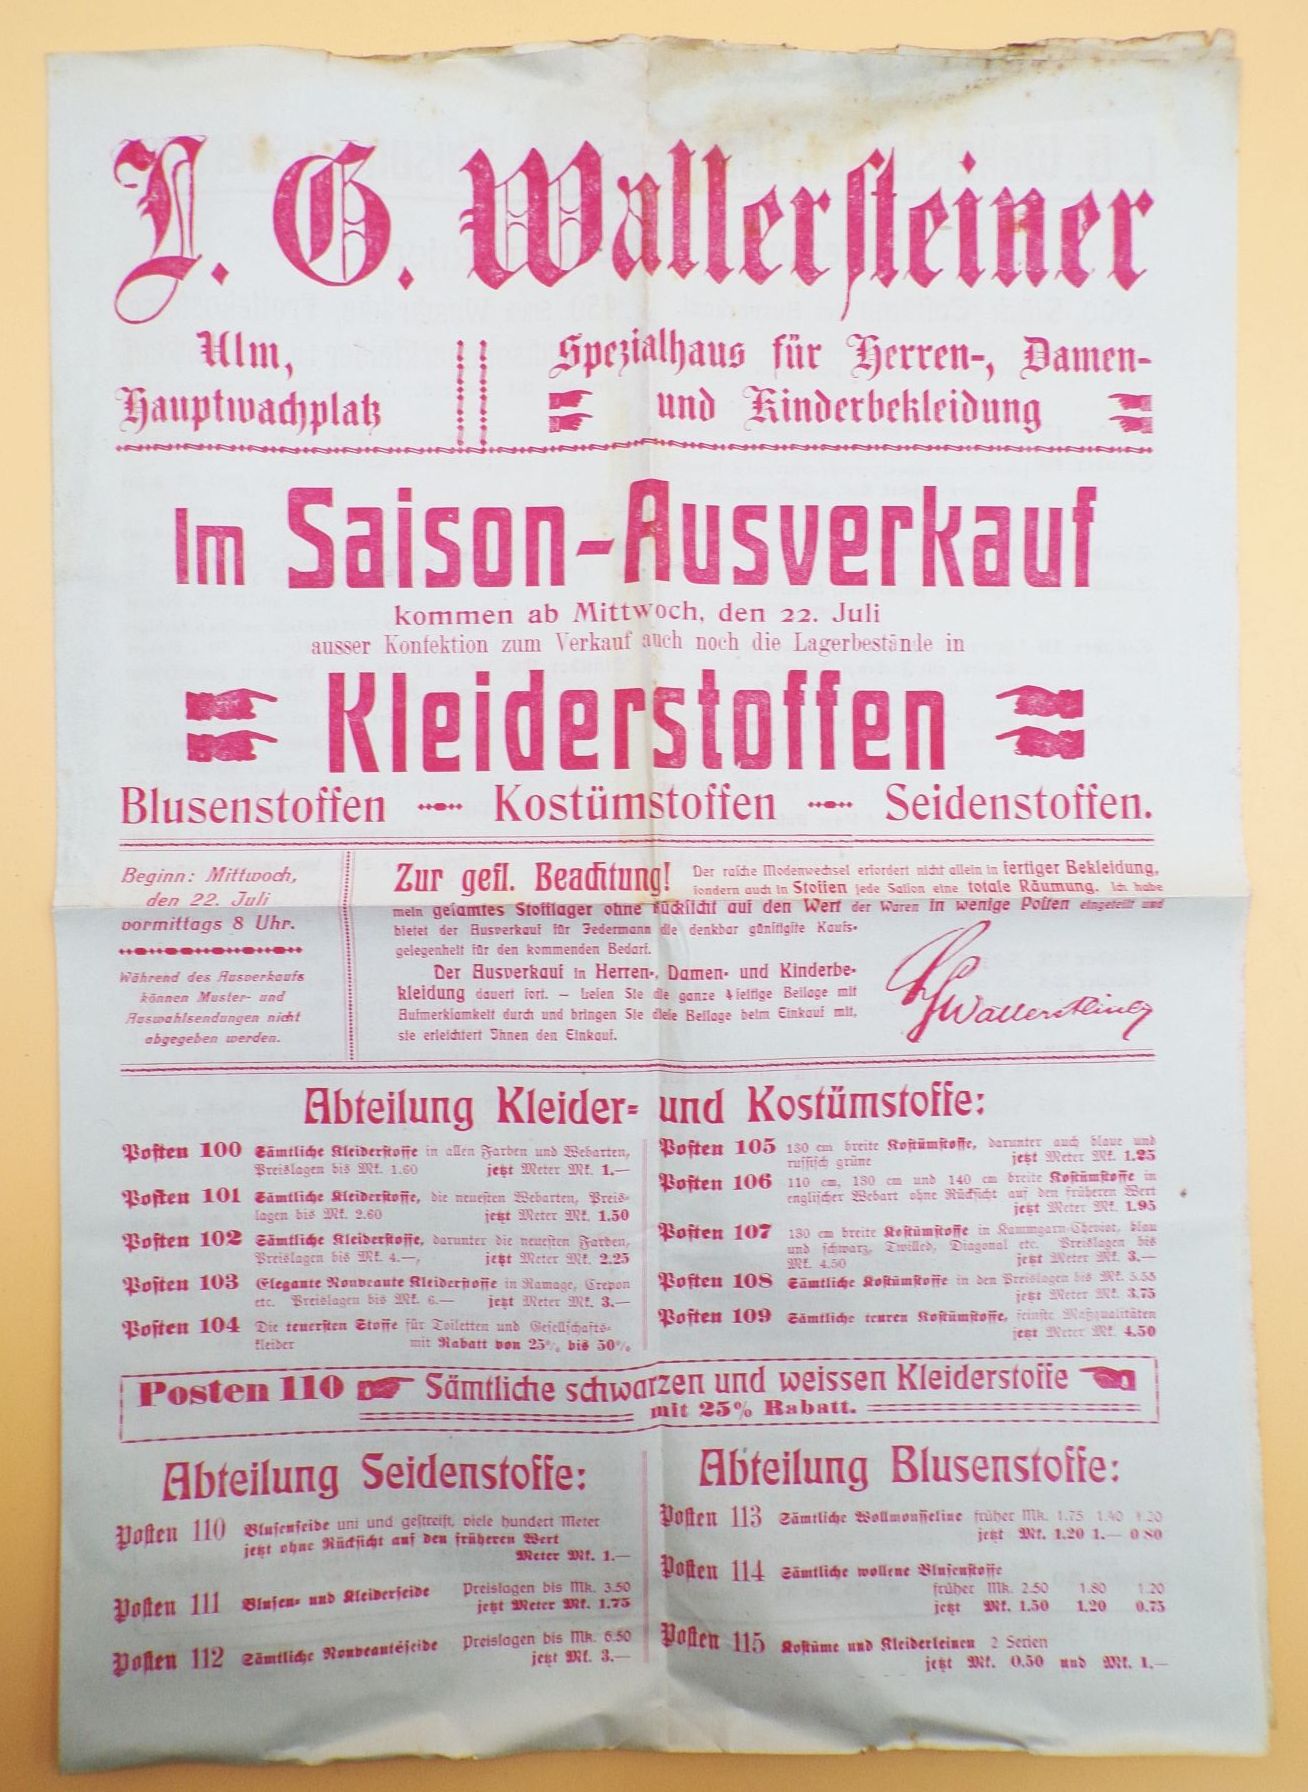 J. G. Wallersteiner
Ulm,
Hauptwachplatz
Spezialhaus für Herren-, Damen-
und Kinderbekleidung
Im Saison-Ausverkauf
kommen ab Mittwoch, den 22. Juli
ausser Konfektion zum Verkauf auch noch die Lagerbestände in
Kleiderstoffen
Blusenstoffen Kostümstoffen Seidenstoffen.
Beginn: Mittwoch,
den 22. Juli
vormittags 8 Uhr.
Während des Ausverkaufs
können Muster- und
Auswahlsendungen nicht
abgegeben werden.
Zur gefl. Beachtung! Der rasche Modenwechsel erfordert nicht allein in fertiger Bekleidung,
sondern auch in Stoffen jede Saison eine totale Räumung. Ich habe
mein gesamtes Stofflager ohne Rücksicht auf den Wert der Waren in wenige Posten eingeteilt und
bietet der Ausverkauf für Jedermann die denkbar günstigste Kaufs-
gelegenheit für den kommenden Bedarf.
Der Ausverkauf in Herren-, Damen- und Kinderbe-
kleidung dauert fort. — Lesen Sie die ganze 4seitige Beilage mit
Aufmerksamkeit durch und bringen Sie diese Beilage beim Einkauf mit,
sie erleichtert Ihnen den Einkauf.
JGWallersteiner
Abteilung Kleider- und Kostümstoffe:
Posten 100 Sämtliche Kleiderstoffe in allen Farben und Webarten,
Preislagen bis Mk. 1.60 jetzt Meter Mk. 1.—
Posten 101 Sämtliche Kleiderstoffe, die neuesten Webarten, Preis-
lagen bis Mk. 2.60 jetzt Meter Mk. 1.50
Posten 102 Sämtliche Kleiderstoffe, darunter die neuesten Farben,
Preislagen bis Mk. 4.—, jetzt Meter Mk. 2.25
Posten 103 Elegante Nouveaute Kleiderstoffe in Ramage, Crepon
etc. Preislagen bis Mk. 6.— jetzt Meter Mk. 3.—
Posten 104 Die teuersten Stoffe für Toiletten und Gesellschafts-
kleider mit Rabatt von 25% bis 50%
Posten 105 130 cm breite Kostümstoffe, darunter auch blaue und
russisch grüne jetzt Meter Mk. 1.25
Posten 106 110 cm, 130 cm und 140 cm breite Kostümstoffe in
englischer Webart ohne Rücksicht auf den früheren Wert
jetzt Meter Mk. 1.95
Posten 107 130 cm breite Kostümstoffe in Kammgarn-Cheviot, blau
und schwarz, Twilled, Diagonal etc. Preislagen bis
Mk. 4.50 jetzt Meter Mk. 3.—
Posten 108 Sämtliche Kostümstoffe in den Preislagen bis Mk. 5.55
jetzt Meter Mk. 3.75
Posten 109 Sämtliche teuren Kostümstoffe, feinste Maßqualitäten
jetzt Meter Mk. 4.50
Posten 110 Sämtliche schwarzen und weissen Kleiderstoffe
mit 25% Rabatt.
Abteilung Seidenstoffe:
Posten 110 Blusenseide uni und gestreift, viele hundert Meter
jetzt ohne Rücksicht auf den früheren Wert
Meter Mk. 1.—
Posten 111 Blusen- und Kleiderseide Preislagen bis Mk. 3.50
jetzt Meter Mk. 1.75
Posten 112 Sämtliche Nouveautéseide Preislagen bis Mk. 6.50
jetzt Mk. 3.—
Abteilung Blusenstoffe:
Posten 113 Sämtliche Wollmousseline früher Mk. 1.75 1.40 1.20
jetzt Mk. 1.20 1.— 0 80
Posten 114 Sämtliche wollene Blusenstoffe
früher Mk. 2.50 1.80 1.20
jetzt Mk. 1.50 1.20 0.75
Posten 115 Kostüme und Kleiderleinen 2 Serien
jetzt Mk. 0.50 und Mk. 1.—